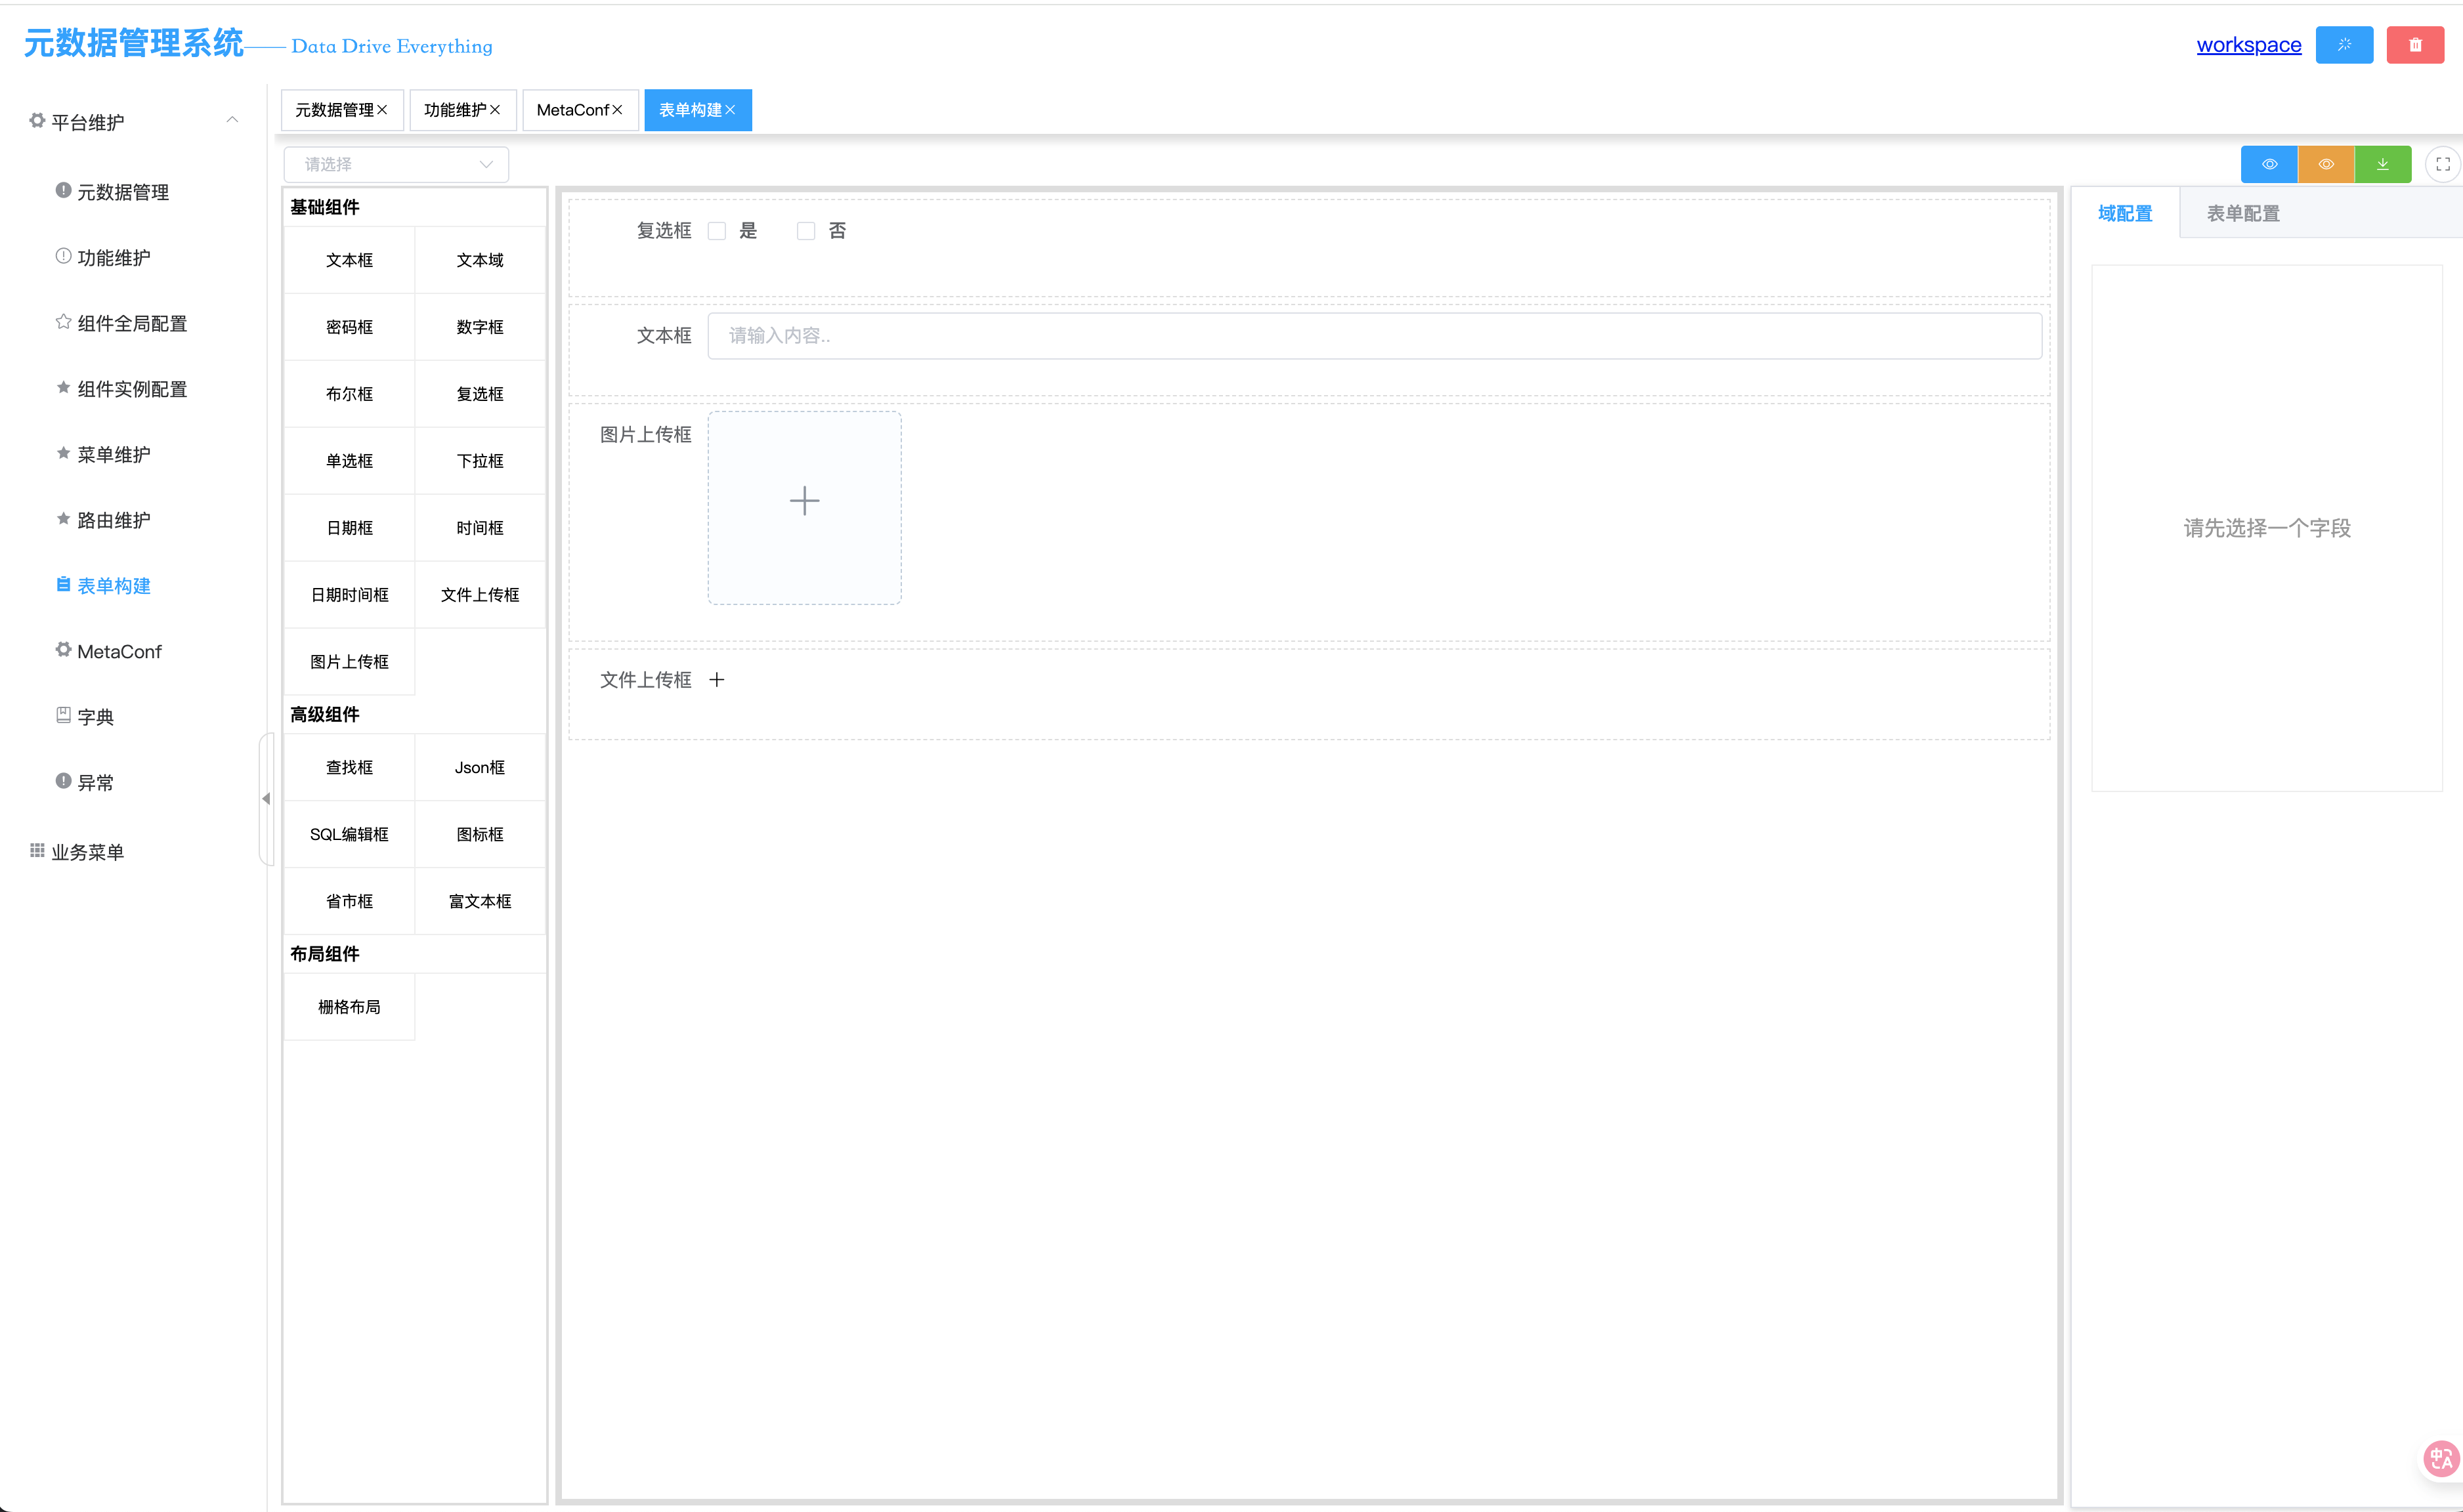 元数据管理系统—— Data Drive Everything
workspace
平台维护
元数据管理
功能维护
组件全局配置
组件实例配置
菜单维护
路由维护
表单构建
MetaConf
字典
异常
业务菜单
元数据管理 功能维护 MetaConf 表单构建
请选择
基础组件
文本框 文本域
密码框 数字框
布尔框 复选框
单选框 下拉框
日期框 时间框
日期时间框 文件上传框
图片上传框
高级组件
查找框 Json框
SQL编辑框 图标框
省市框 富文本框
布局组件
栅格布局
复选框 是 否
文本框 请输入内容..
图片上传框
文件上传框
域配置 表单配置
请先选择一个字段
中A